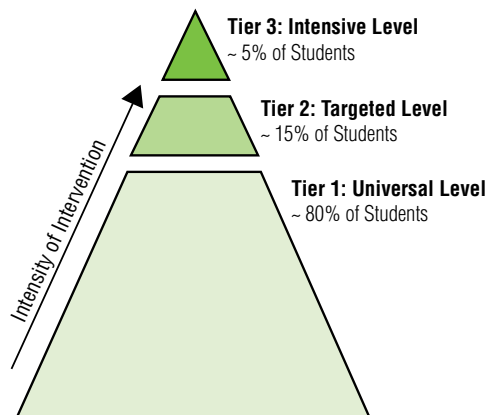 Tier 3: Intensive Level
~ 5% of Students
Tier 2: Targeted Level
~ 15% of Students
Tier 1: Universal Level
~ 80% of Students
Intensity of Intervention